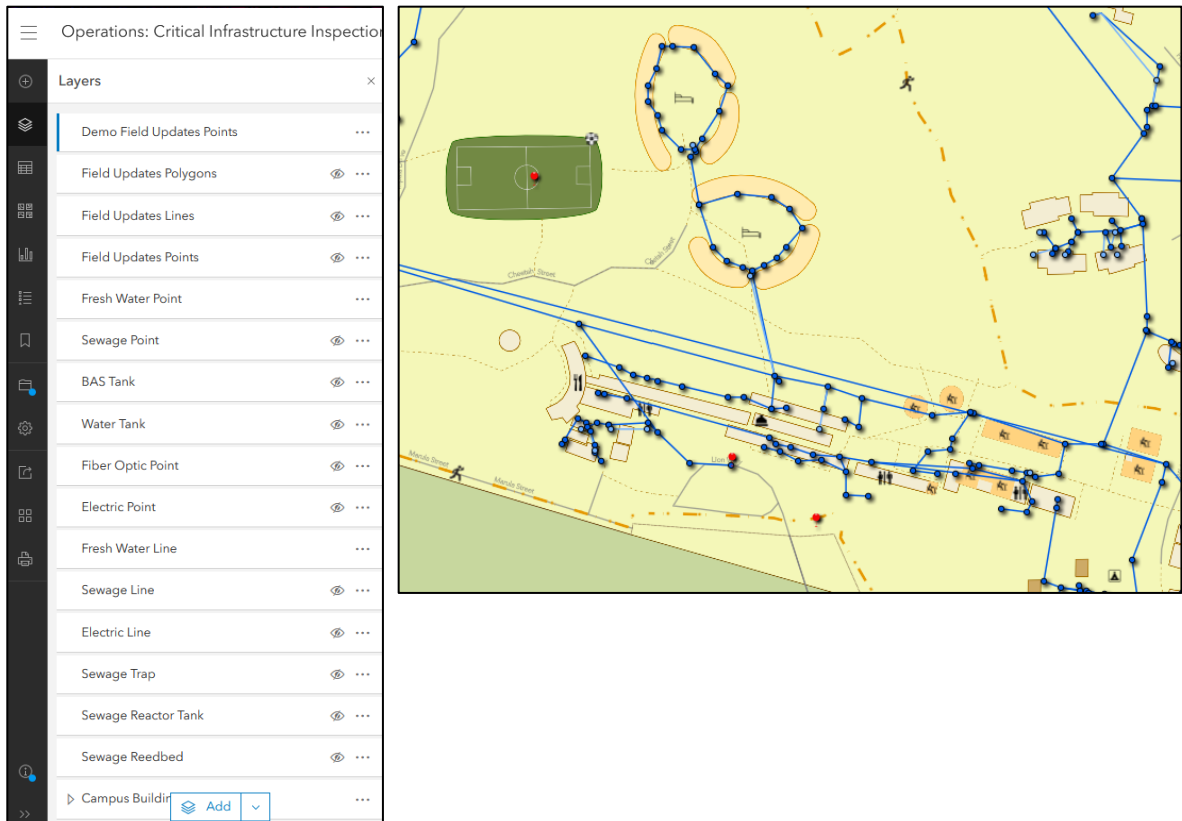 Operations: Critical Infrastructure Inspection
Layers
Demo Field Updates Points
Field Updates Polygons
Field Updates Lines
Field Updates Points
Fresh Water Point
Sewage Point
BAS Tank
Water Tank
Fiber Optic Point
Electric Point
Fresh Water Line
Sewage Line
Electric Line
Sewage Trap
Sewage Reactor Tank
Sewage Reedbed
Campus Buildin
Add
Cheetah Street
Cheetah Street
Marula Street
Marula Street
Lion